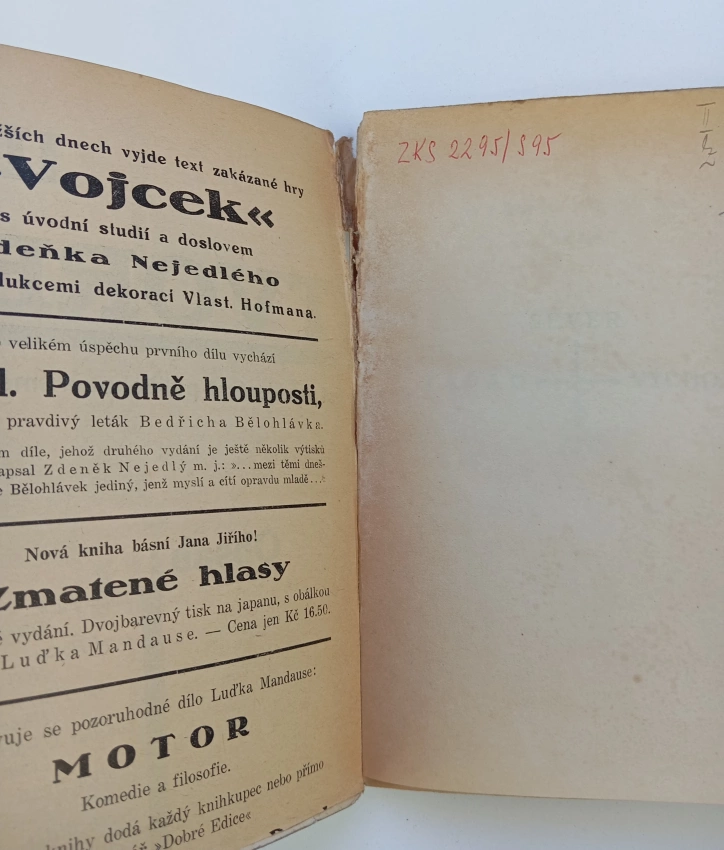 ších dnech vyjde text zakázané hry
Vojcek«
s úvodní studií a doslovem
deňka Nejedlého
dukcemi dekorací Vlast. Hofmana.
velikém úspěchu prvního dílu vychází
l. Povodně hlouposti,
pravdivý leták Bedřicha Bělohlávka.
m díle, jehož druhého vydání je ještě několik výtisků
apsal Zdeněk Nejedlý m. j.: »...mezi těmi dneš-
e Bělohlávek jediný, jenž myslí a cítí opravdu mladě...
Nová kniha básní Jana Jiřího!
Zmatené hlasy
é vydání. Dvojbarevný tisk na japanu, s obálkou
Luďka Mandause. — Cena jen Kč 16.50.
uje se pozoruhodné dílo Luďka Mandause:
MOTOR
Komedie a filosofie.
knihy dodá každý knihkupec nebo přímo
»Dobré Edice«
ZKS 2295/S95